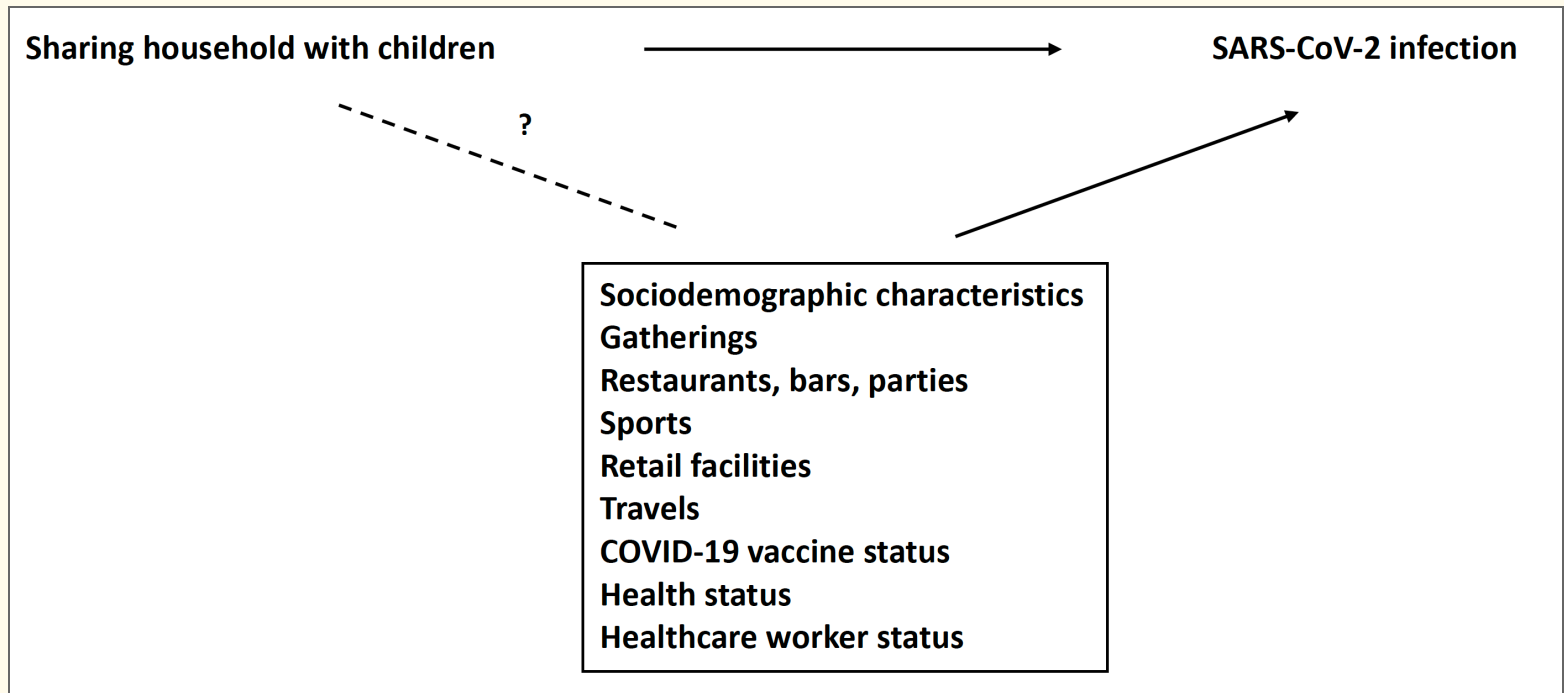 Sharing household with children
SARS-CoV-2 infection
?
Sociodemographic characteristics
Gatherings
Restaurants, bars, parties
Sports
Retail facilities
Travels
COVID-19 vaccine status
Health status
Healthcare worker status